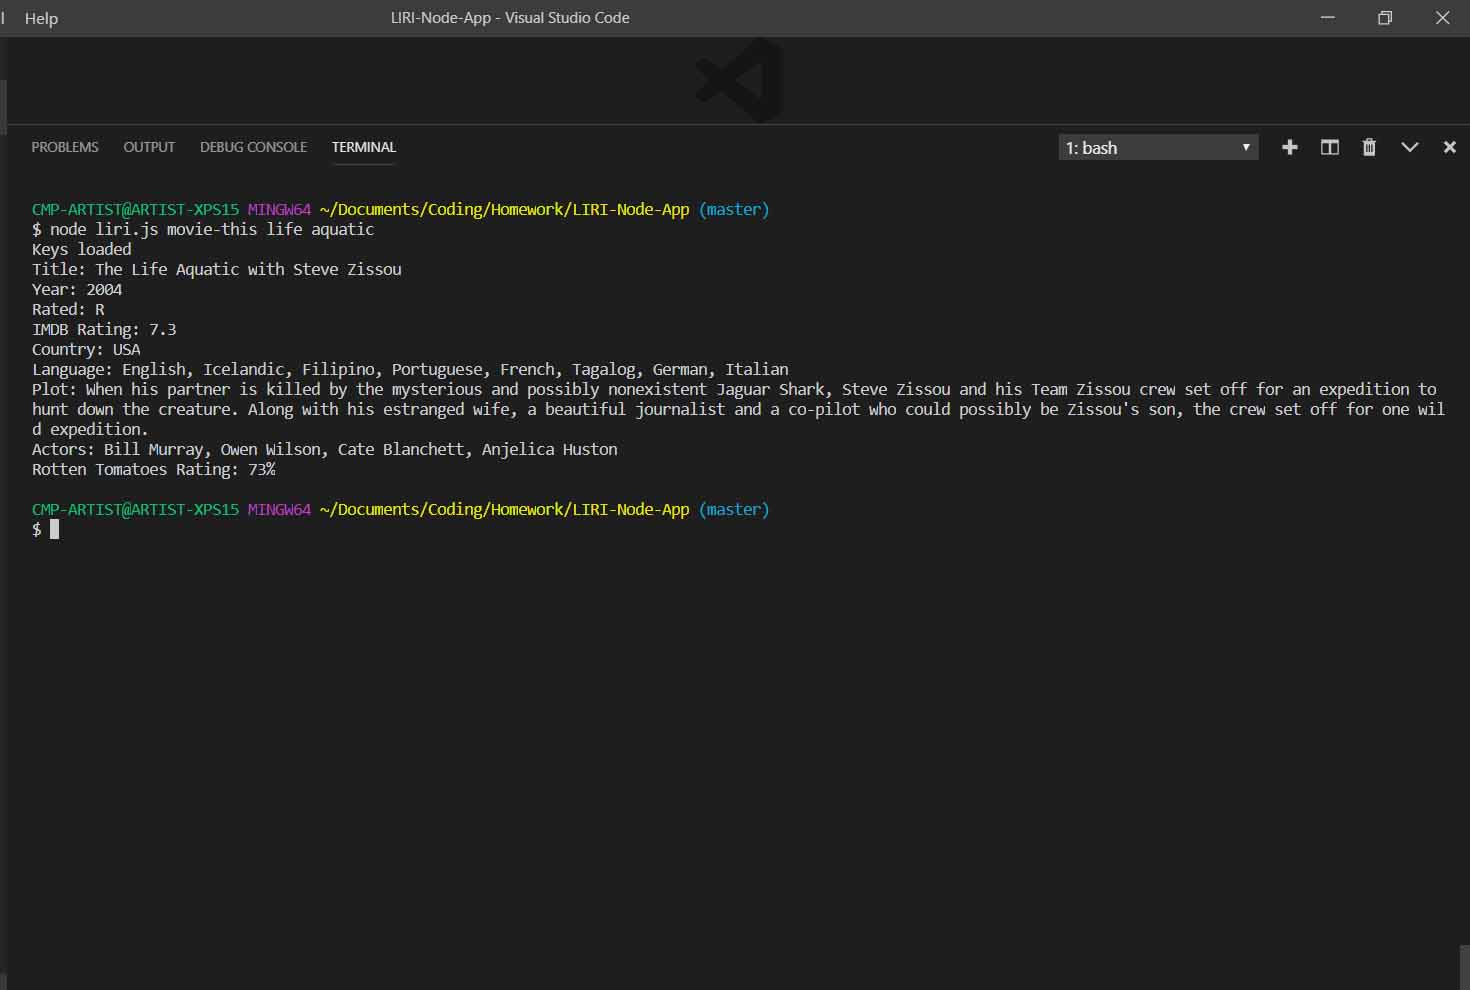 Help
LIRI-Node-App - Visual Studio Code
PROBLEMS OUTPUT DEBUG CONSOLE TERMINAL
1: bash
CMP-ARTIST@ARTIST-XPS15 MINGW64 ~/Documents/Coding/Homework/LIRI-Node-App (master)
$ node liri.js movie-this life aquatic
Keys loaded
Title: The Life Aquatic with Steve Zissou
Year: 2004
Rated: R
IMDB Rating: 7.3
Country: USA
Language: English, Icelandic, Filipino, Portuguese, French, Tagalog, German, Italian
Plot: When his partner is killed by the mysterious and possibly nonexistent Jaguar Shark, Steve Zissou and his Team Zissou crew set off for an expedition to
hunt down the creature. Along with his estranged wife, a beautiful journalist and a co-pilot who could possibly be Zissou's son, the crew set off for one wil
d expedition.
Actors: Bill Murray, Owen Wilson, Cate Blanchett, Anjelica Huston
Rotten Tomatoes Rating: 73%
CMP-ARTIST@ARTIST-XPS15 MINGW64 ~/Documents/Coding/Homework/LIRI-Node-App (master)
$